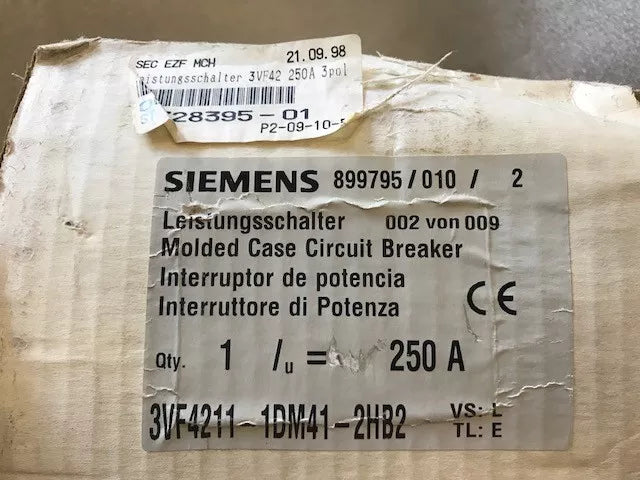 SEC EZF MCH 21.09.98
eistungsschalter 3VF42 250A 3pol
28395-01
P2-09-10-
SIEMENS 899795/010 / 2
Leistungsschalter 002 von 009
Molded Case Circuit Breaker
Interruptor de potencia
Interruttore di Potenza
CE
Qty. 1 /u = 250 A
3VF4211-1DM41-2HB2 VS: L
TL: E